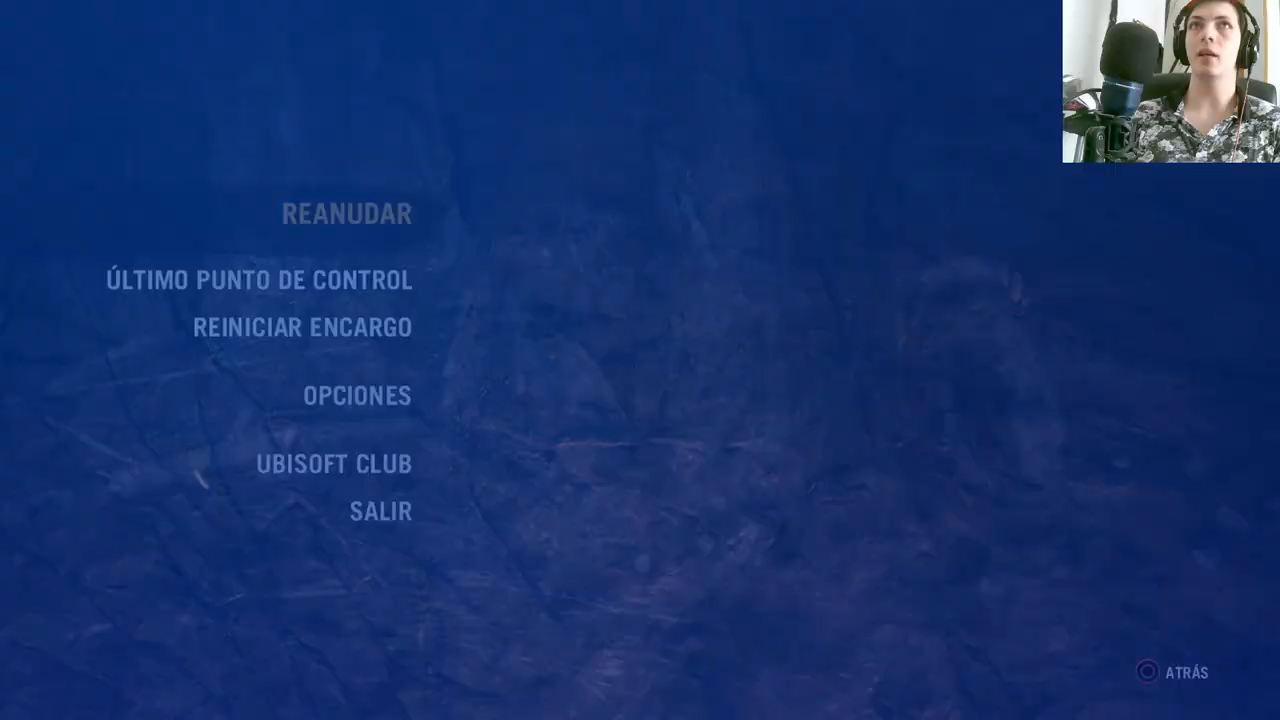 REANUDAR
ÚLTIMO PUNTO DE CONTROL
REINICIAR ENCARGO
OPCIONES
UBISOFT CLUB
SALIR
ATRÁS